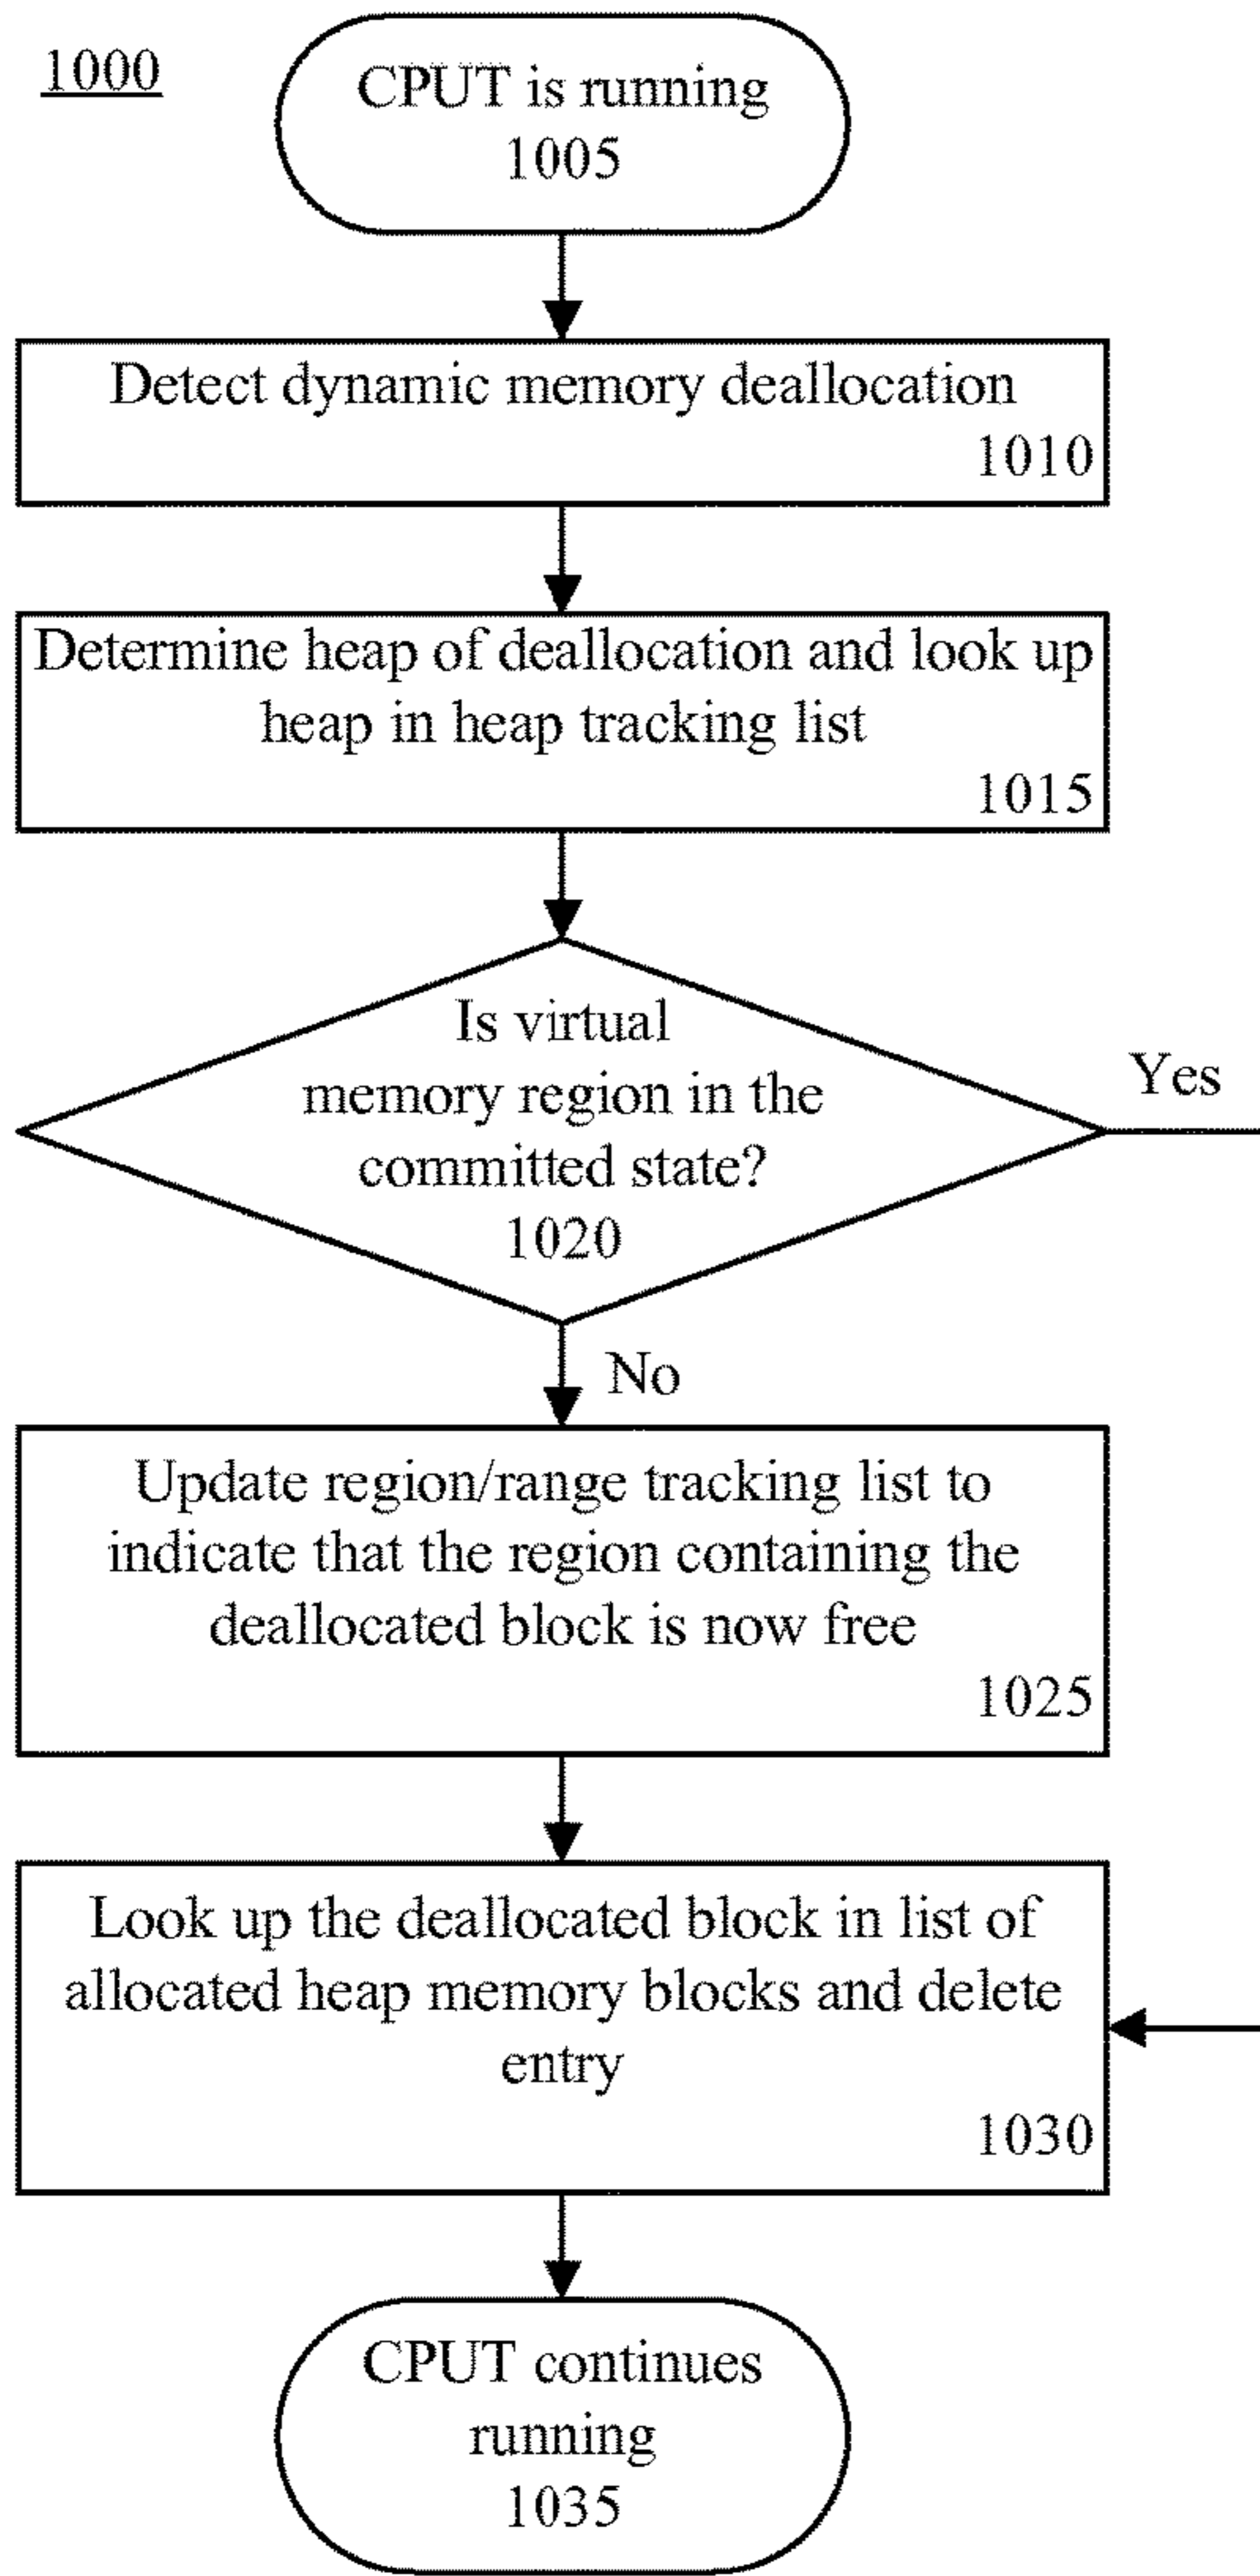 1000
CPUT is running
1005
Detect dynamic memory deallocation
1010
Determine heap of deallocation and look up
heap in heap tracking list
1015
Is virtual
memory region in the
committed state?
1020
Yes
No
Update region/range tracking list to
indicate that the region containing the
deallocated block is now free
1025
Look up the deallocated block in list of
allocated heap memory blocks and delete
entry
1030
CPUT continues
running
1035